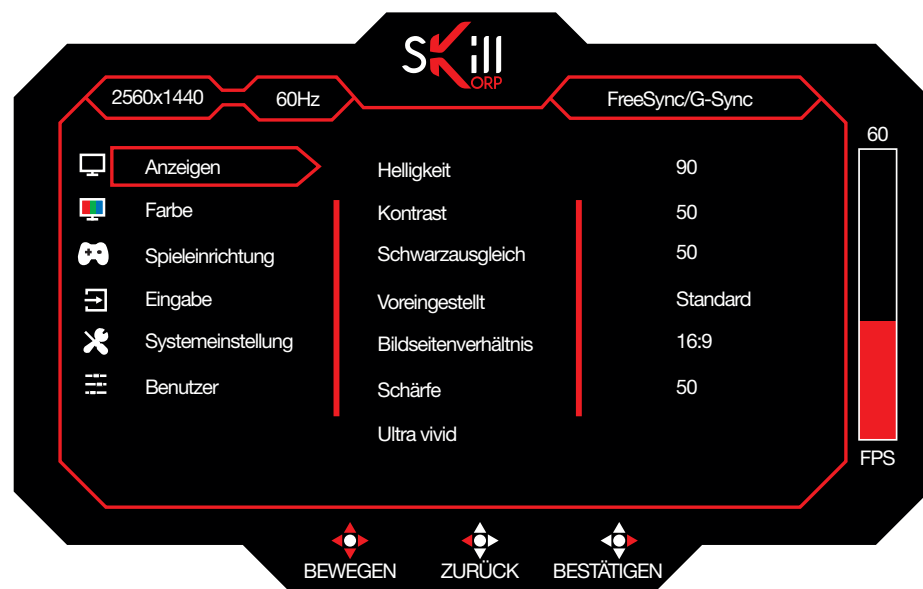 SKill
KORP
2560x1440 60Hz FreeSync/G-Sync
60
Anzeigen Helligkeit 90
Farbe Kontrast 50
Spieleinrichtung Schwarzausgleich 50
Eingabe Voreingestellt Standard
Systemeinstellung Bildseitenverhältnis 16:9
Benutzer Schärfe 50
Ultra vivid
FPS
BEWEGEN ZURÜCK BESTÄTIGEN